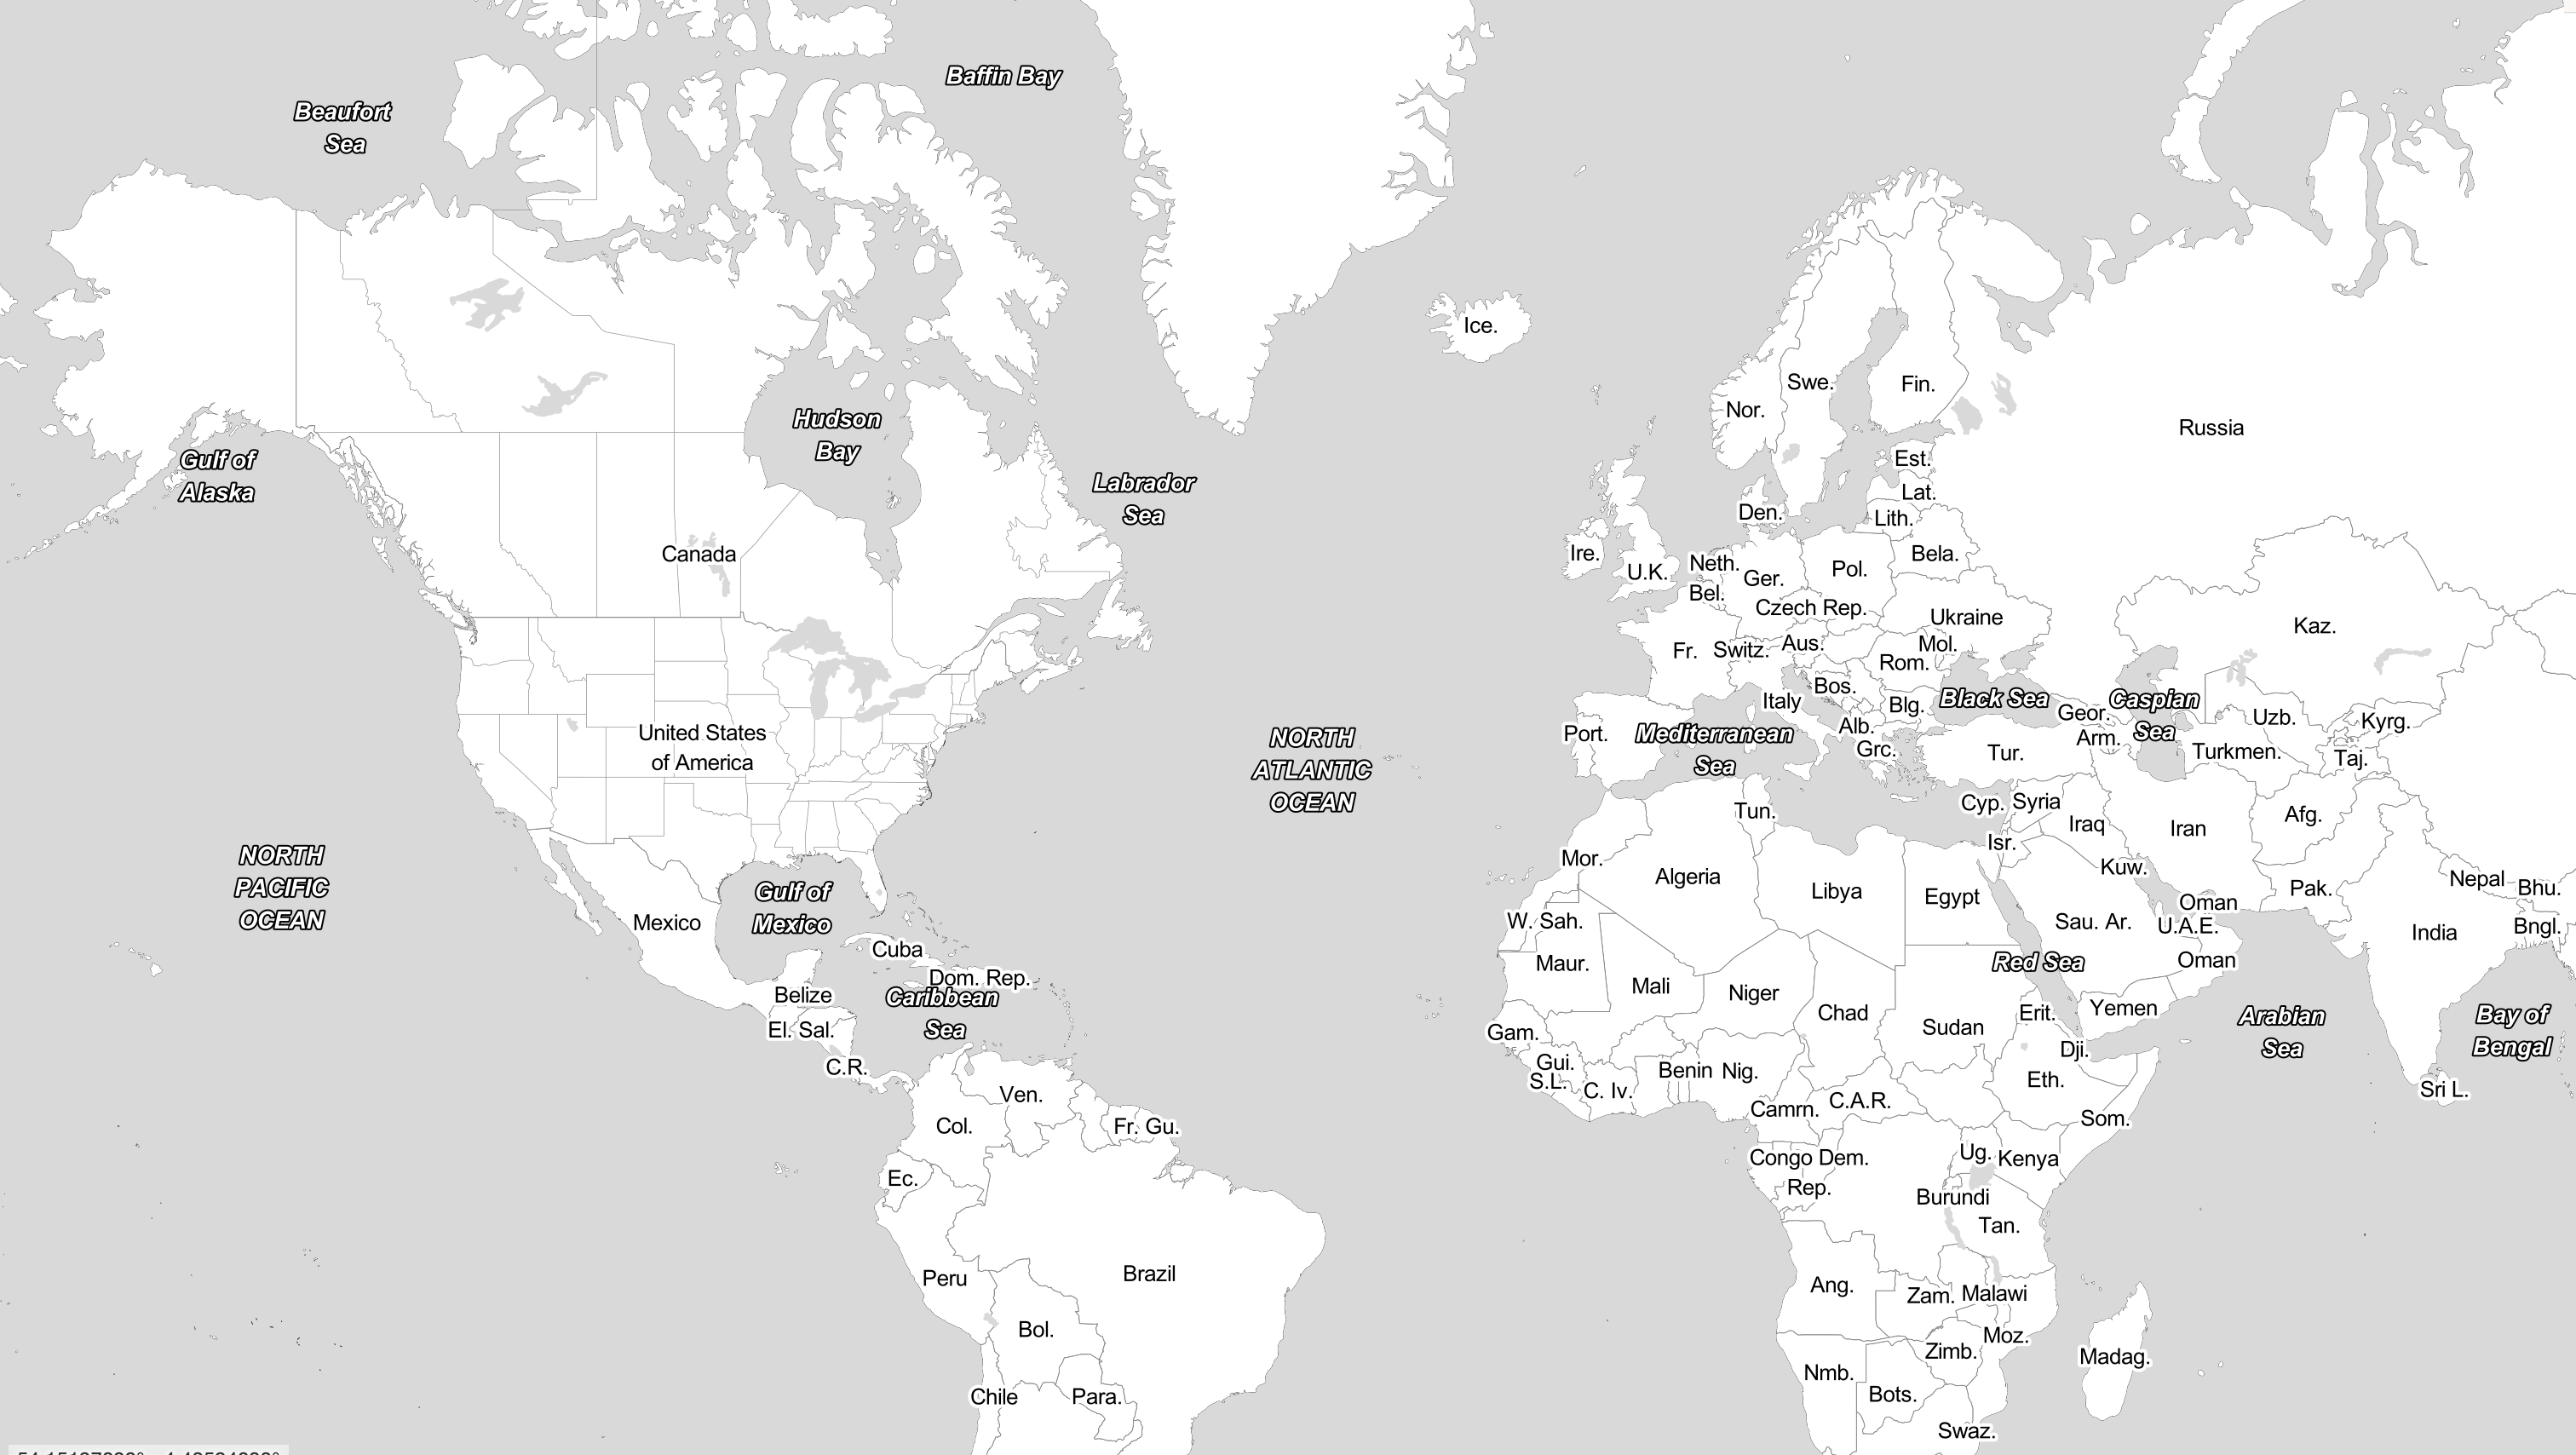 Baffin Bay
Beaufort
Sea
Ice.
Swe.
Fin.
Nor.
Russia
Hudson
Bay
Gulf of
Alaska
Est.
Labrador
Sea
Lat.
Den.
Lith.
Canada
Ire.
U.K.
Neth.
Ger.
Pol.
Bela.
Bel.
Czech Rep.
Ukraine
Kaz.
Fr.
Switz.
Aus.
Mol.
Rom.
Bos.
Italy
Blg.
Black Sea
Caspian
Sea
Geor.
Uzb.
Kyrg.
United States
of America
NORTH
ATLANTIC
OCEAN
Port.
Mediterranean
Sea
Alb.
Grc.
Tur.
Arm.
Turkmen.
Taj.
Tun.
Cyp.
Syria
Iraq
Iran
Afg.
Isr.
NORTH
PACIFIC
OCEAN
Gulf of
Mexico
Mexico
Mor.
Algeria
Libya
Egypt
Kuw.
Pak.
Nepal
Bhu.
Oman
W. Sah.
Sau. Ar.
U.A.E.
India
Bngl.
Cuba
Dom. Rep.
Maur.
Mali
Niger
Red Sea
Oman
Belize
Caribbean
Sea
El. Sal.
Chad
Sudan
Erit.
Yemen
Arabian
Sea
Bay of
Bengal
Gam.
C.R.
Gui.
S.L.
C. Iv.
Benin
Nig.
Dji.
Eth.
Sri L.
Ven.
Camrn.
C.A.R.
Som.
Col.
Fr. Gu.
Ec.
Congo
Dem.
Rep.
Ug.
Kenya
Burundi
Tan.
Peru
Brazil
Ang.
Zam.
Malawi
Bol.
Moz.
Zimb.
Madag.
Nmb.
Chile
Para.
Bots.
Swaz.